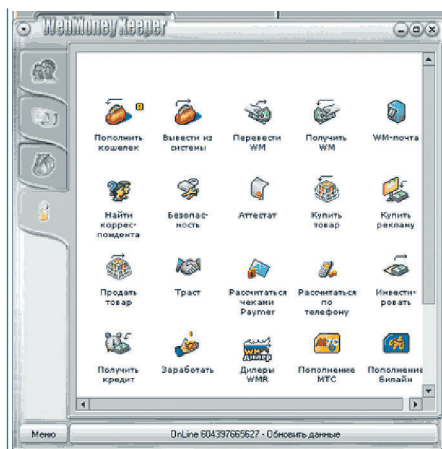 WebMoney Keeper
Пополнить кошелек
Вывести из системы
Перевести WM
Получить WM
WM-почта
Найти коррес-пондента
Безопас-ность
Аттестат
Купить товар
Купить рекламу
Продать товар
Траст
Рассчитаться чеками Paymer
Рассчитаться по телефону
Инвести-ровать
Получить кредит
Заработать
Дилеры WMR
Пополнение МТС
Пополнение Билайн
Меню
OnLine 604397665627 - Обновить данные